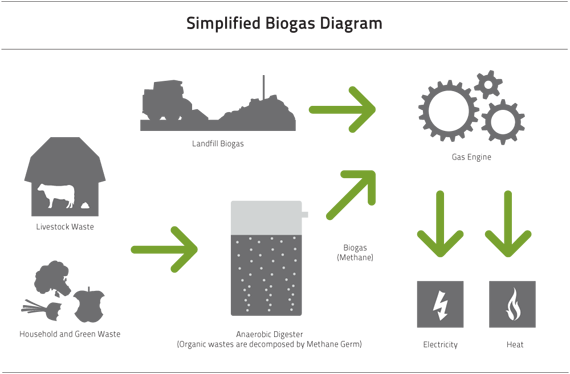 Simplified Biogas Diagram
Landfill Biogas
Gas Engine
Livestock Waste
Biogas
(Methane)
Household and Green Waste
Anaerobic Digester
(Organic wastes are decomposed by Methane Germ)
Electricity
Heat